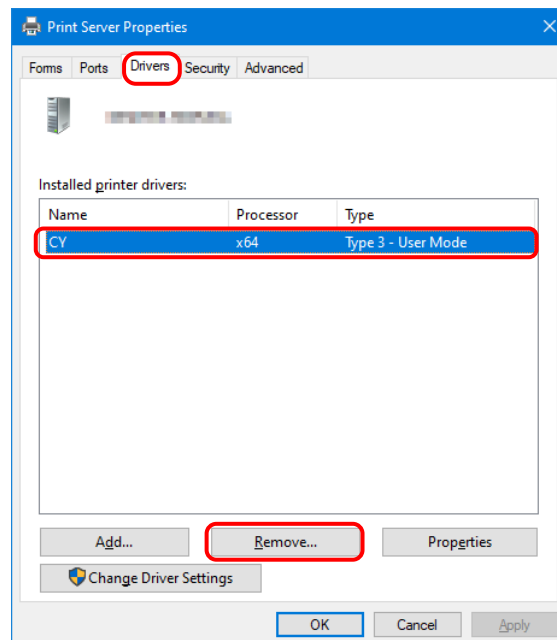 Print Server Properties
Forms Ports Drivers Security Advanced
Installed printer drivers:
Name Processor Type
CY x64 Type 3 - User Mode
Add... Remove... Properties
Change Driver Settings
OK Cancel Apply